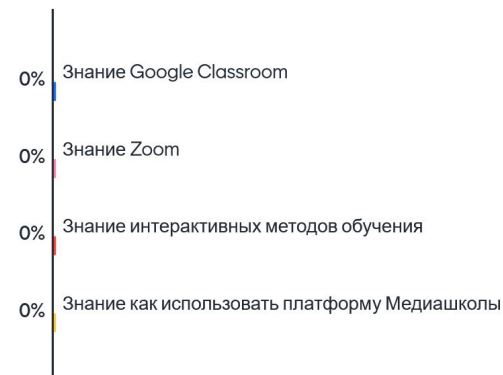 Знание Google Classroom
0%
Знание Zoom
0%
Знание интерактивных методов обучения
0%
Знание как использовать платформу Медиашколы
0%